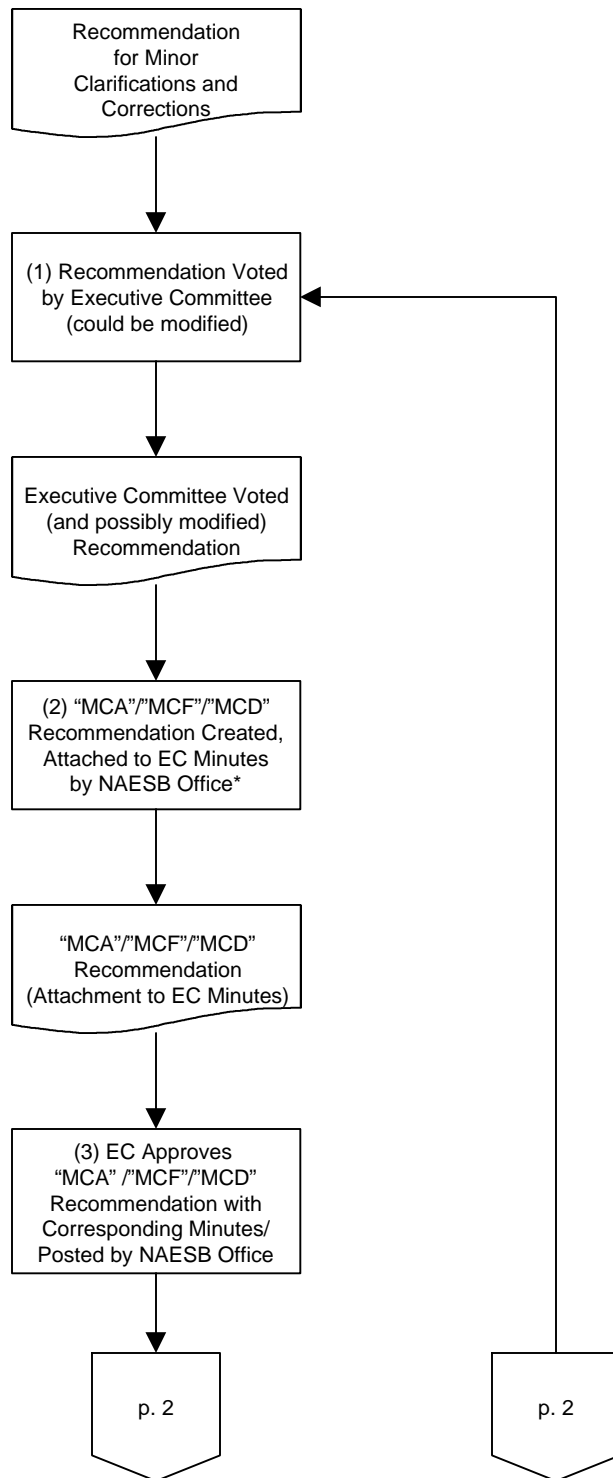 Recommendation
for Minor
Clarifications and
Corrections
(1) Recommendation Voted
by Executive Committee
(could be modified)
Executive Committee Voted
(and possibly modified)
Recommendation
(2) “MCA”/”MCF”/”MCD”
Recommendation Created,
Attached to EC Minutes
by NAESB Office*
“MCA”/”MCF”/”MCD”
Recommendation
(Attachment to EC Minutes)
(3) EC Approves
“MCA” /”MCF”/”MCD”
Recommendation with
Corresponding Minutes/
Posted by NAESB Office
p. 2
p. 2